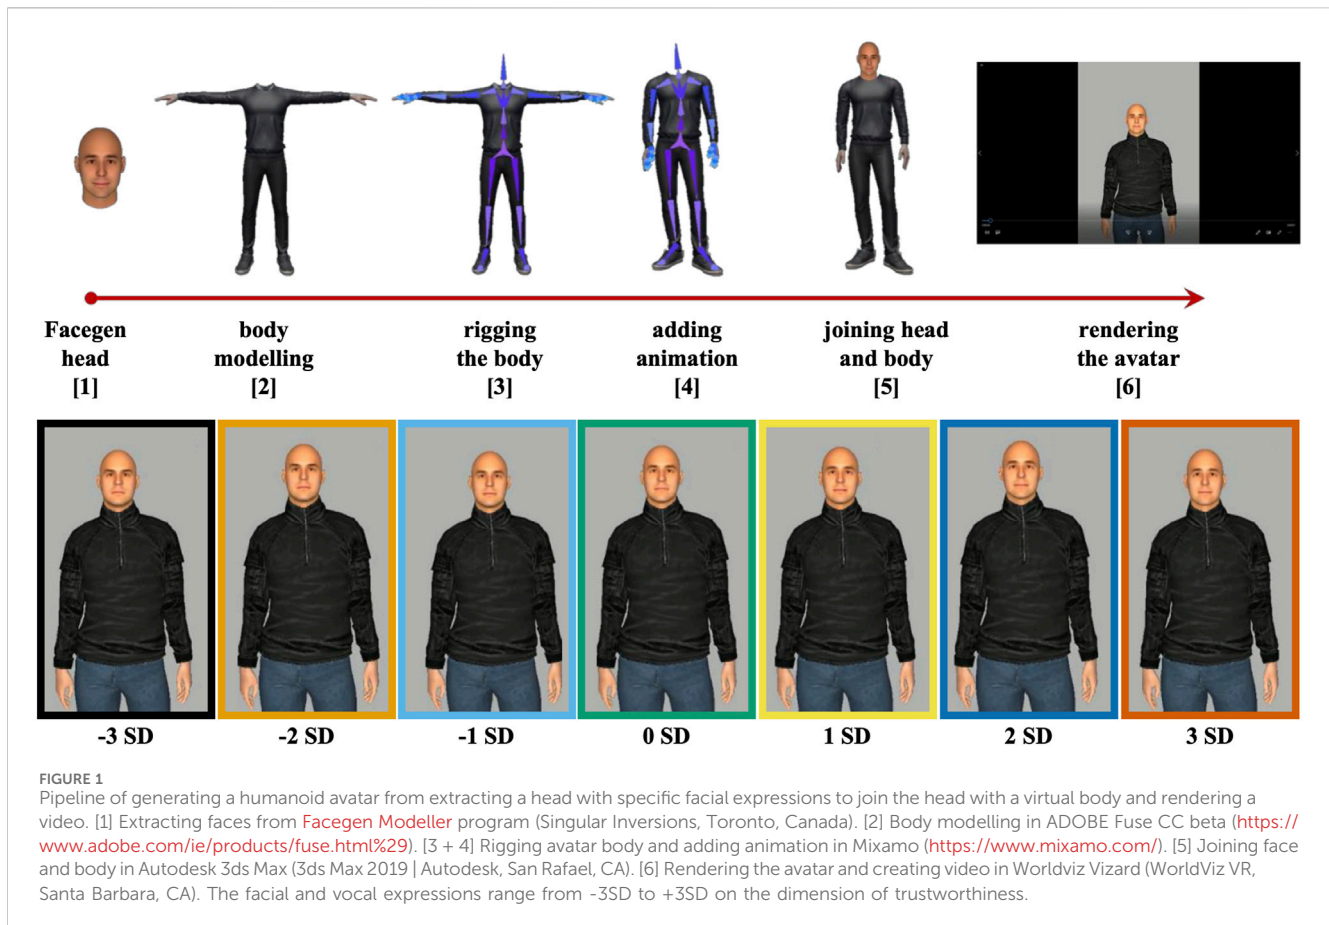 Facegen head [1]
body modelling [2]
rigging the body [3]
adding animation [4]
joining head and body [5]
rendering the avatar [6]
-3 SD
-2 SD
-1 SD
0 SD
1 SD
2 SD
3 SD
FIGURE 1
Pipeline of generating a humanoid avatar from extracting a head with specific facial expressions to join the head with a virtual body and rendering a
video. [1] Extracting faces from Facegen Modeller program (Singular Inversions, Toronto, Canada). [2] Body modelling in ADOBE Fuse CC beta (https://
www.adobe.com/ie/products/fuse.html%29). [3 + 4] Rigging avatar body and adding animation in Mixamo (https://www.mixamo.com/). [5] Joining face
and body in Autodesk 3ds Max (3ds Max 2019 | Autodesk, San Rafael, CA). [6] Rendering the avatar and creating video in Worldviz Vizard (WorldViz VR,
Santa Barbara, CA). The facial and vocal expressions range from -3SD to +3SD on the dimension of trustworthiness.